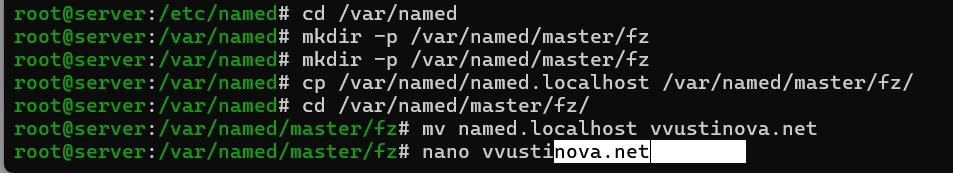 root@server:/etc/named# cd /var/named
root@server:/var/named# mkdir -p /var/named/master/fz
root@server:/var/named# mkdir -p /var/named/master/fz
root@server:/var/named# cp /var/named/named.localhost /var/named/master/fz/
root@server:/var/named# cd /var/named/master/fz/
root@server:/var/named/master/fz# mv named.localhost vvustinova.net
root@server:/var/named/master/fz# nano vvustinova.net